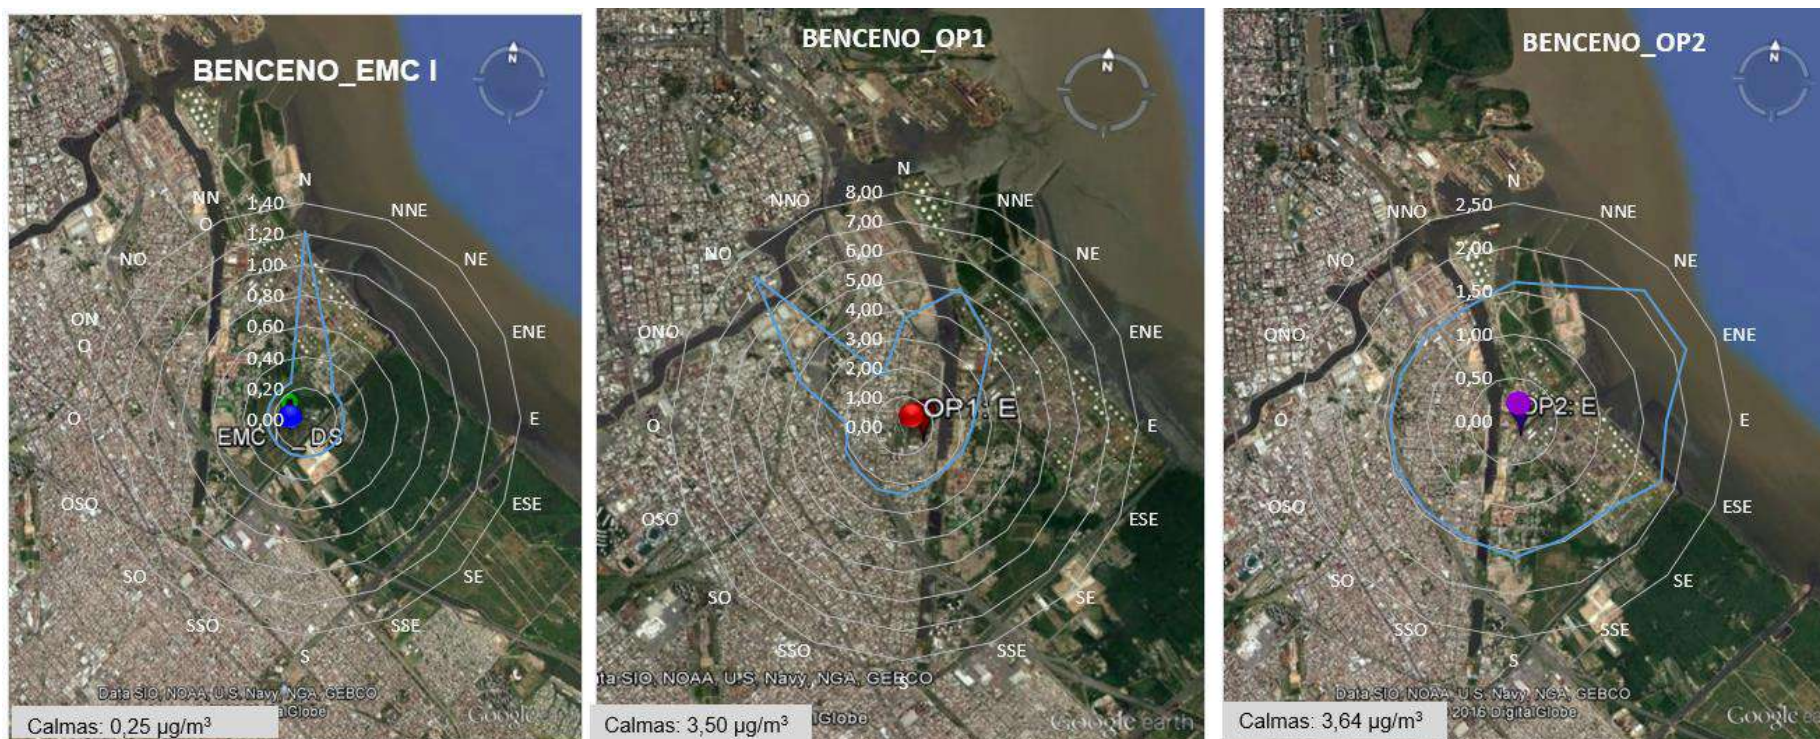 BENCENO_EMC I
N
N
NN
O
NNE
NO
NE
ON
O
ENE
O
E
OSO
ESE
SO
SE
SSO
SSE
S
1,40
1,20
1,00
0,80
0,60
0,40
0,20
0,00
EMC _DS
Data SIO, NOAA, U.S. Navy, NGA, GEBCO
Google
Calmas: 0,25 µg/m³
BENCENO_OP1
N
N
NNO
NNE
NO
NE
ONO
ENE
O
E
OSO
ESE
SO
SE
SSO
SSE
S
8,00
7,00
6,00
5,00
4,00
3,00
2,00
1,00
0,00
OP1: E
SIO, NOAA, U.S. Navy, NGA, GEBCO
Google earth
Calmas: 3,50 µg/m³
BENCENO_OP2
N
N
NNO
NNE
NO
NE
ONO
ENE
O
E
OSO
ESE
SO
SE
SSO
SSE
S
2,50
2,00
1,50
1,00
0,50
0,00
OP2: E
Data SIO, NOAA, U.S. Navy, NGA, GEBCO
2016 DigitalGlobe
Google
Calmas: 3,64 µg/m³